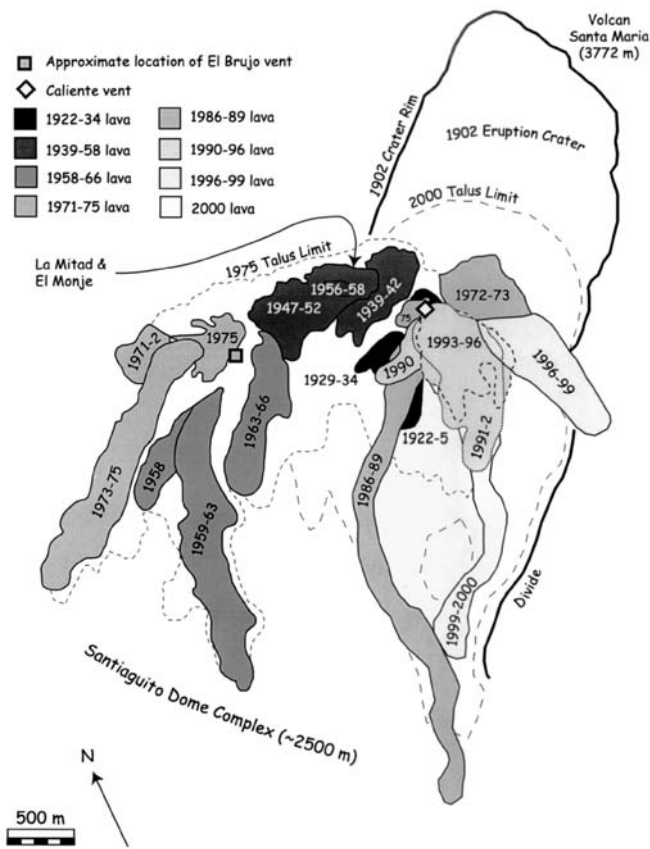 Volcan
Santa Maria
(3772 m)
Approximate location of El Brujo vent
Caliente vent
1922-34 lava
1986-89 lava
1939-58 lava
1990-96 lava
1958-66 lava
1996-99 lava
1971-75 lava
2000 lava
1902 Crater Rim
1902 Eruption Crater
2000 Talus Limit
1975 Talus Limit
La Mitad &
El Monje
1956-58
1947-52
1939-42
1972-73
75
1971-2
1975
1993-96
1990
1996-99
1929-34
1963-66
1922-5
1991-2
1973-75
1958
1959-63
1986-89
1999-2000
Divide
Santiaguito Dome Complex (~2500 m)
N
500 m